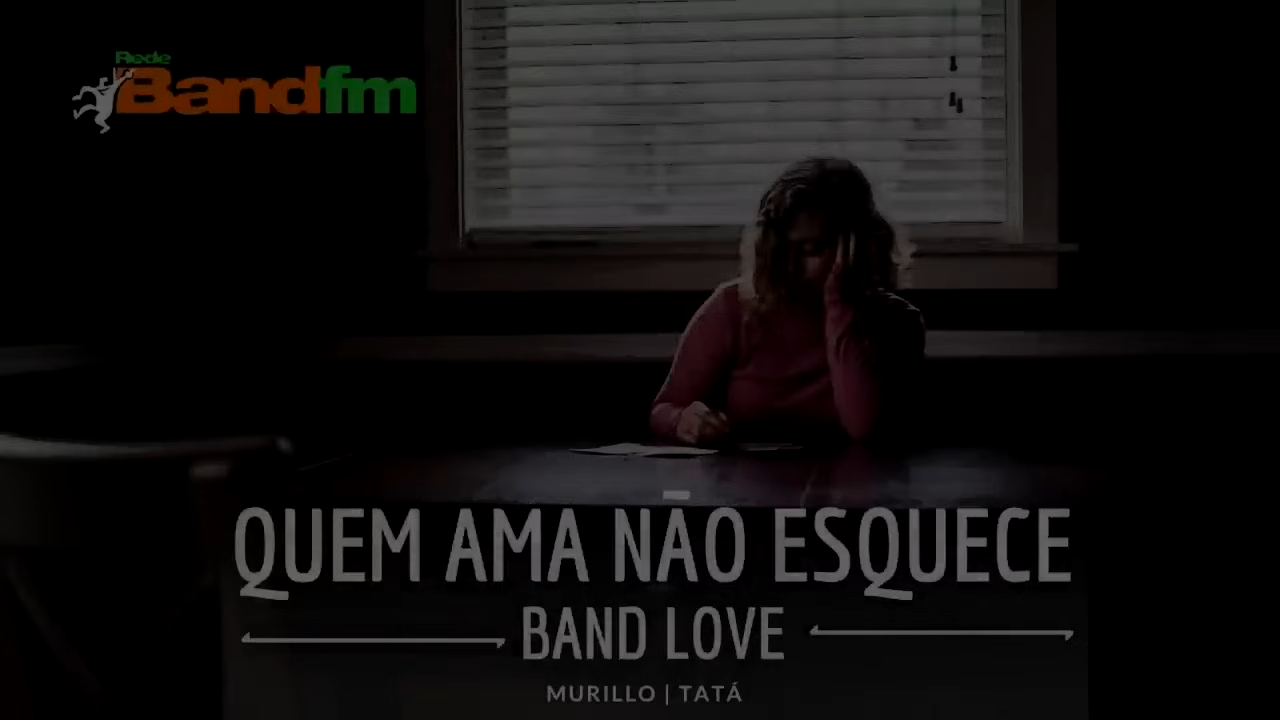 Rede
Bandfm
QUEM AMA NÃO ESQUECE
BAND LOVE
MURILLO | TATÁ